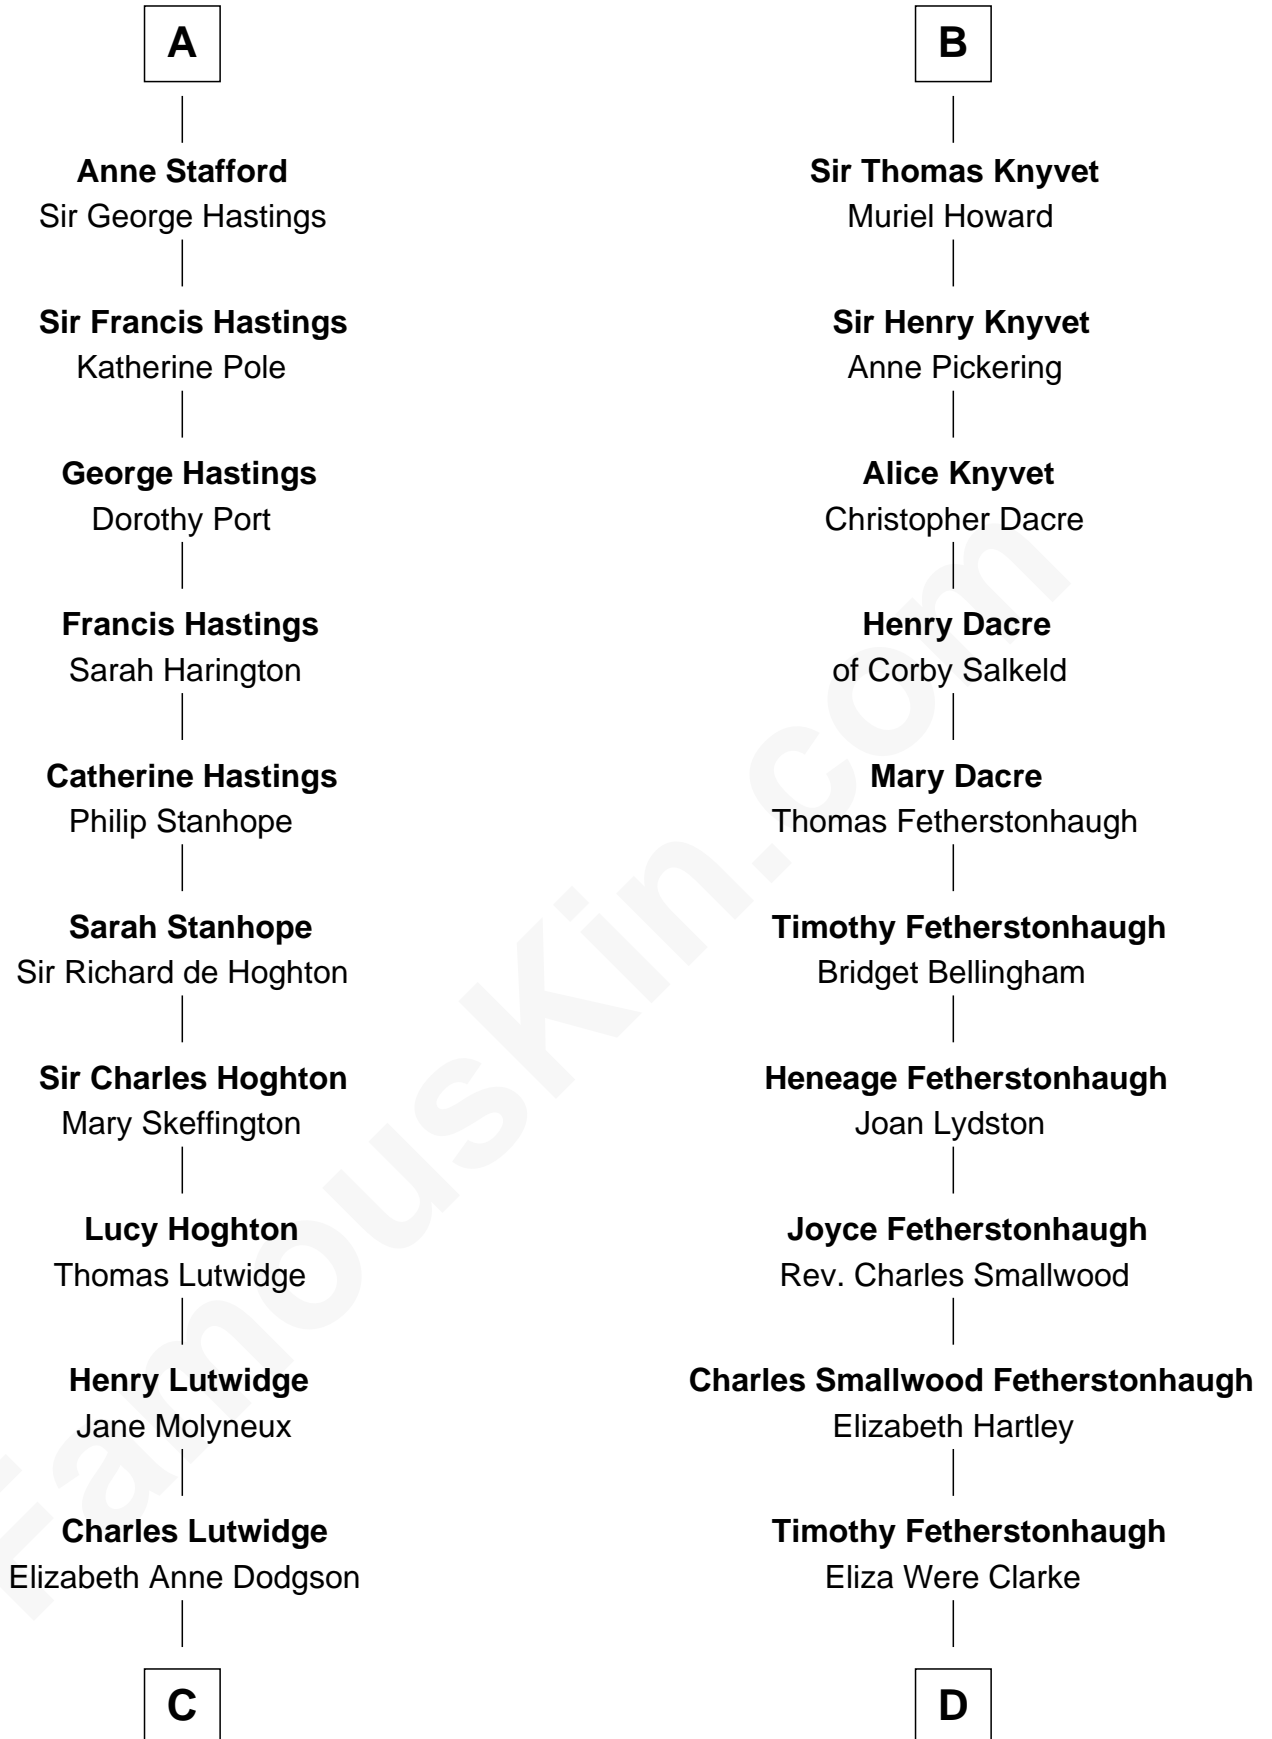 A
Anne Stafford
Sir George Hastings
Sir Francis Hastings
Katherine Pole
George Hastings
Dorothy Port
Francis Hastings
Sarah Harington
Catherine Hastings
Philip Stanhope
Sarah Stanhope
Sir Richard de Hoghton
Sir Charles Hoghton
Mary Skeffington
Lucy Hoghton
Thomas Lutwidge
Henry Lutwidge
Jane Molyneux
Charles Lutwidge
Elizabeth Anne Dodgson
C
B
Sir Thomas Knyvet
Muriel Howard
Sir Henry Knyvet
Anne Pickering
Alice Knyvet
Christopher Dacre
Henry Dacre
of Corby Salkeld
Mary Dacre
Thomas Fetherstonhaugh
Timothy Fetherstonhaugh
Bridget Bellingham
Heneage Fetherstonhaugh
Joan Lydston
Joyce Fetherstonhaugh
Rev. Charles Smallwood
Charles Smallwood Fetherstonhaugh
Elizabeth Hartley
Timothy Fetherstonhaugh
Eliza Were Clarke
D
FamousKin.com